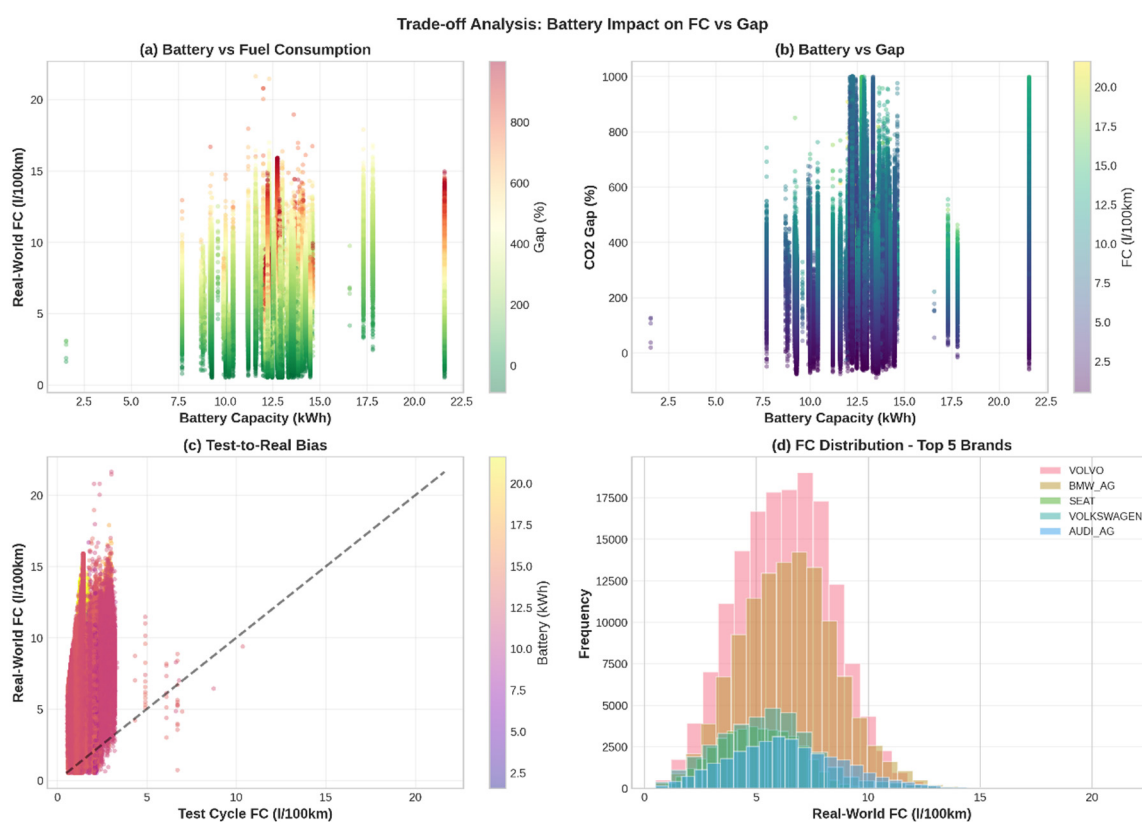 Trade-off Analysis: Battery Impact on FC vs Gap
(a) Battery vs Fuel Consumption
Real-World FC (l/100km)
20
15
10
5
0
2.5 5.0 7.5 10.0 12.5 15.0 17.5 20.0 22.5
Battery Capacity (kWh)
800
600
400
200
0
Gap (%)
(b) Battery vs Gap
CO2 Gap (%)
1000
800
600
400
200
0
2.5 5.0 7.5 10.0 12.5 15.0 17.5 20.0 22.5
Battery Capacity (kWh)
20.0
17.5
15.0
12.5
10.0
7.5
5.0
2.5
FC (l/100km)
(c) Test-to-Real Bias
Real-World FC (l/100km)
20
15
10
5
0
0 5 10 15 20
Test Cycle FC (l/100km)
20.0
17.5
15.0
12.5
10.0
7.5
5.0
2.5
Battery (kWh)
(d) FC Distribution - Top 5 Brands
Frequency
17500
15000
12500
10000
7500
5000
2500
0
0 5 10 15 20
Real-World FC (l/100km)
VOLVO
BMW_AG
SEAT
VOLKSWAGEN
AUDI_AG